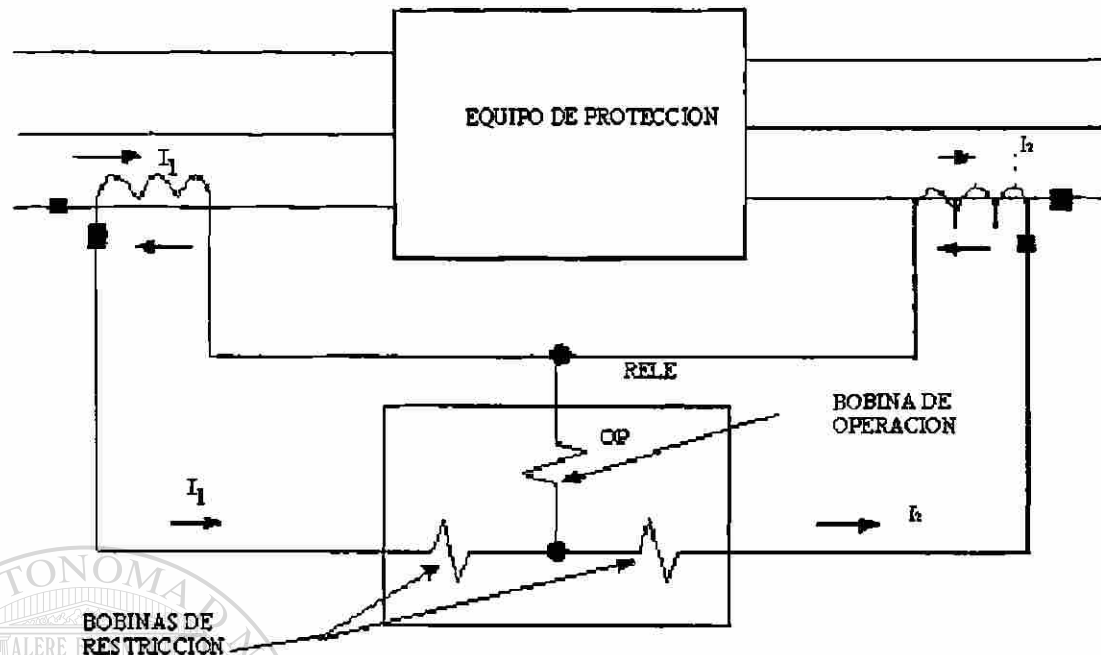 EQUIPO DE PROTECCION
I1
I2
RELE
BOBINA DE
OPERACION
OP
I1
I2
BOBINAS DE
RESTRICCION